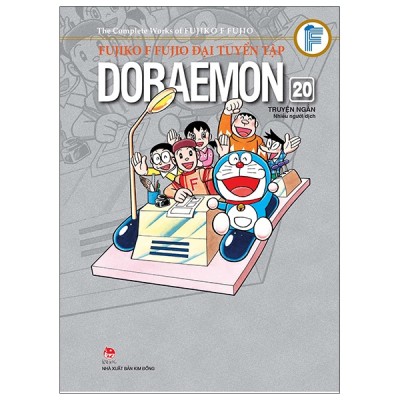 The Complete Works of FUJIKO F FUJIO
FUJIKO F FUJIO ĐẠI TUYỂN TẬP
DORAEMON 20
TRUYỆN NGẮN
Nhiều người dịch
F
NHÀ XUẤT BẢN KIM ĐỒNG